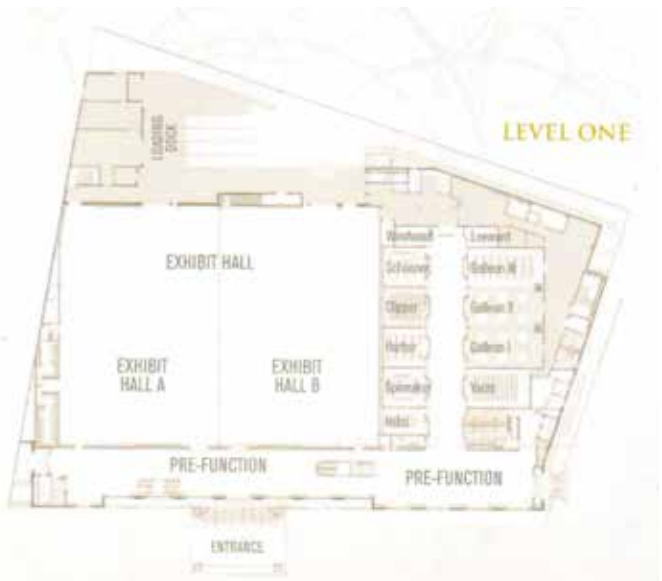 LEVEL ONE
LOADING
DOCK
EXHIBIT HALL
EXHIBIT
HALL A
EXHIBIT
HALL B
Windward
Leeward
Schooner
Galleon III
Clipper
Galleon II
Harbor
Galleon I
Spinnaker
Yacht
PRE-FUNCTION
PRE-FUNCTION
ENTRANCE